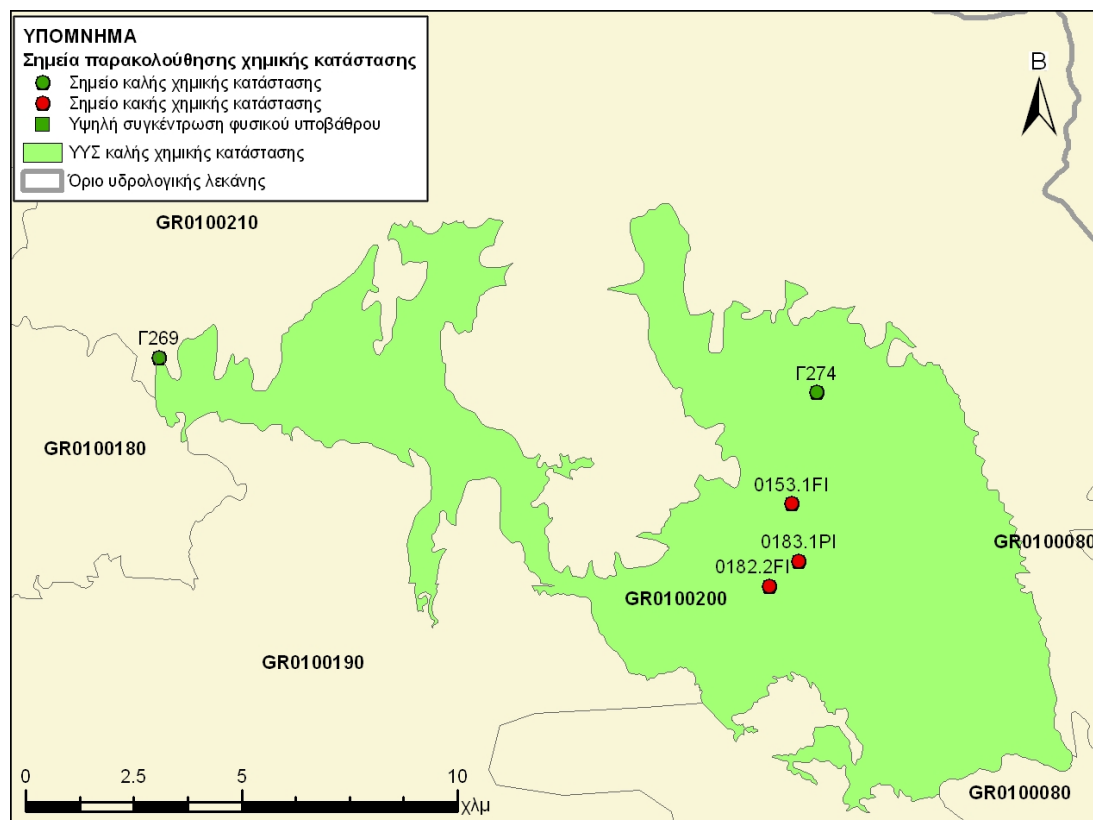 ΥΠΟΜΝΗΜΑ
Σημεία παρακολούθησης χημικής κατάστασης
Σημείο καλής χημικής κατάστασης
Σημείο κακής χημικής κατάστασης
Υψηλή συγκέντρωση φυσικού υποβάθρου
ΥΥΣ καλής χημικής κατάστασης
Όριο υδρολογικής λεκάνης
Β
GR0100210
Γ269
Γ274
GR0100180
0153.1FI
GR0100080
0183.1PI
0182.2FI
GR0100200
GR0100190
0 2.5 5 10
χλμ
GR0100080